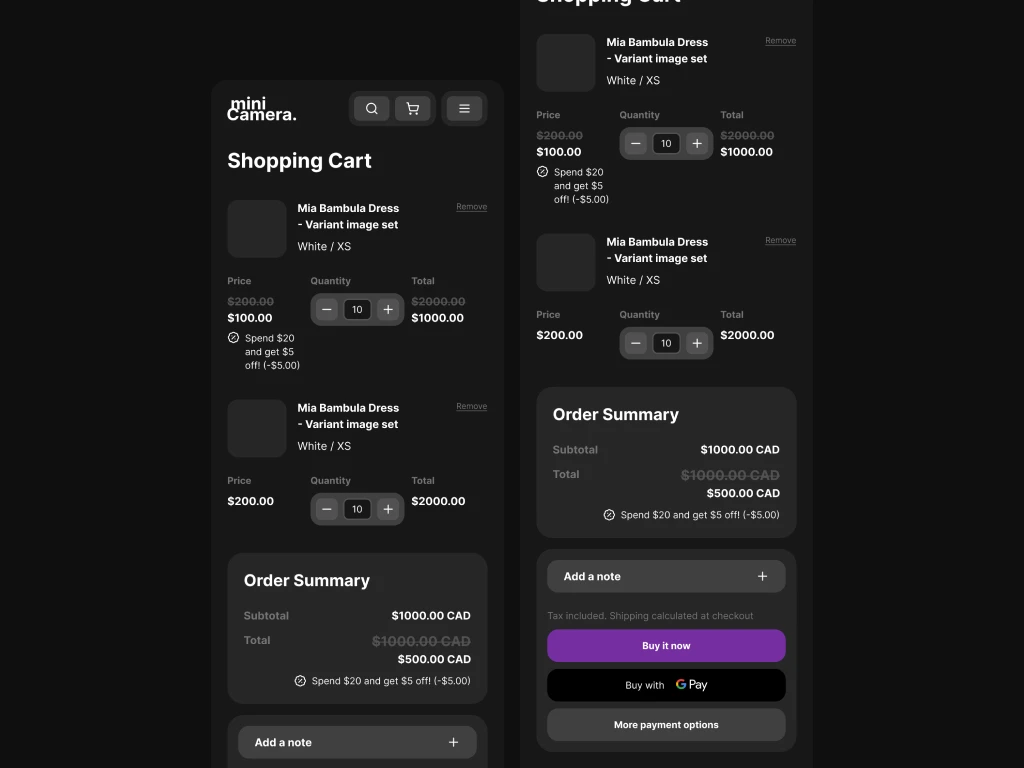 mini
Camera.
Shopping Cart
Mia Bambula Dress
- Variant image set
Remove
White / XS
Price Quantity Total
$200.00
$100.00
10
$2000.00
$1000.00
Spend $20
and get $5
off! (-$5.00)
Mia Bambula Dress
- Variant image set
Remove
White / XS
Price Quantity Total
$200.00 10 $2000.00
Order Summary
Subtotal $1000.00 CAD
Total $1000.00 CAD
$500.00 CAD
Spend $20 and get $5 off! (-$5.00)
Add a note
Shopping Cart
Mia Bambula Dress
- Variant image set
Remove
White / XS
Price Quantity Total
$200.00
$100.00
10
$2000.00
$1000.00
Spend $20
and get $5
off! (-$5.00)
Mia Bambula Dress
- Variant image set
Remove
White / XS
Price Quantity Total
$200.00 10 $2000.00
Order Summary
Subtotal $1000.00 CAD
Total $1000.00 CAD
$500.00 CAD
Spend $20 and get $5 off! (-$5.00)
Add a note
Tax included. Shipping calculated at checkout
Buy it now
Buy with G Pay
More payment options